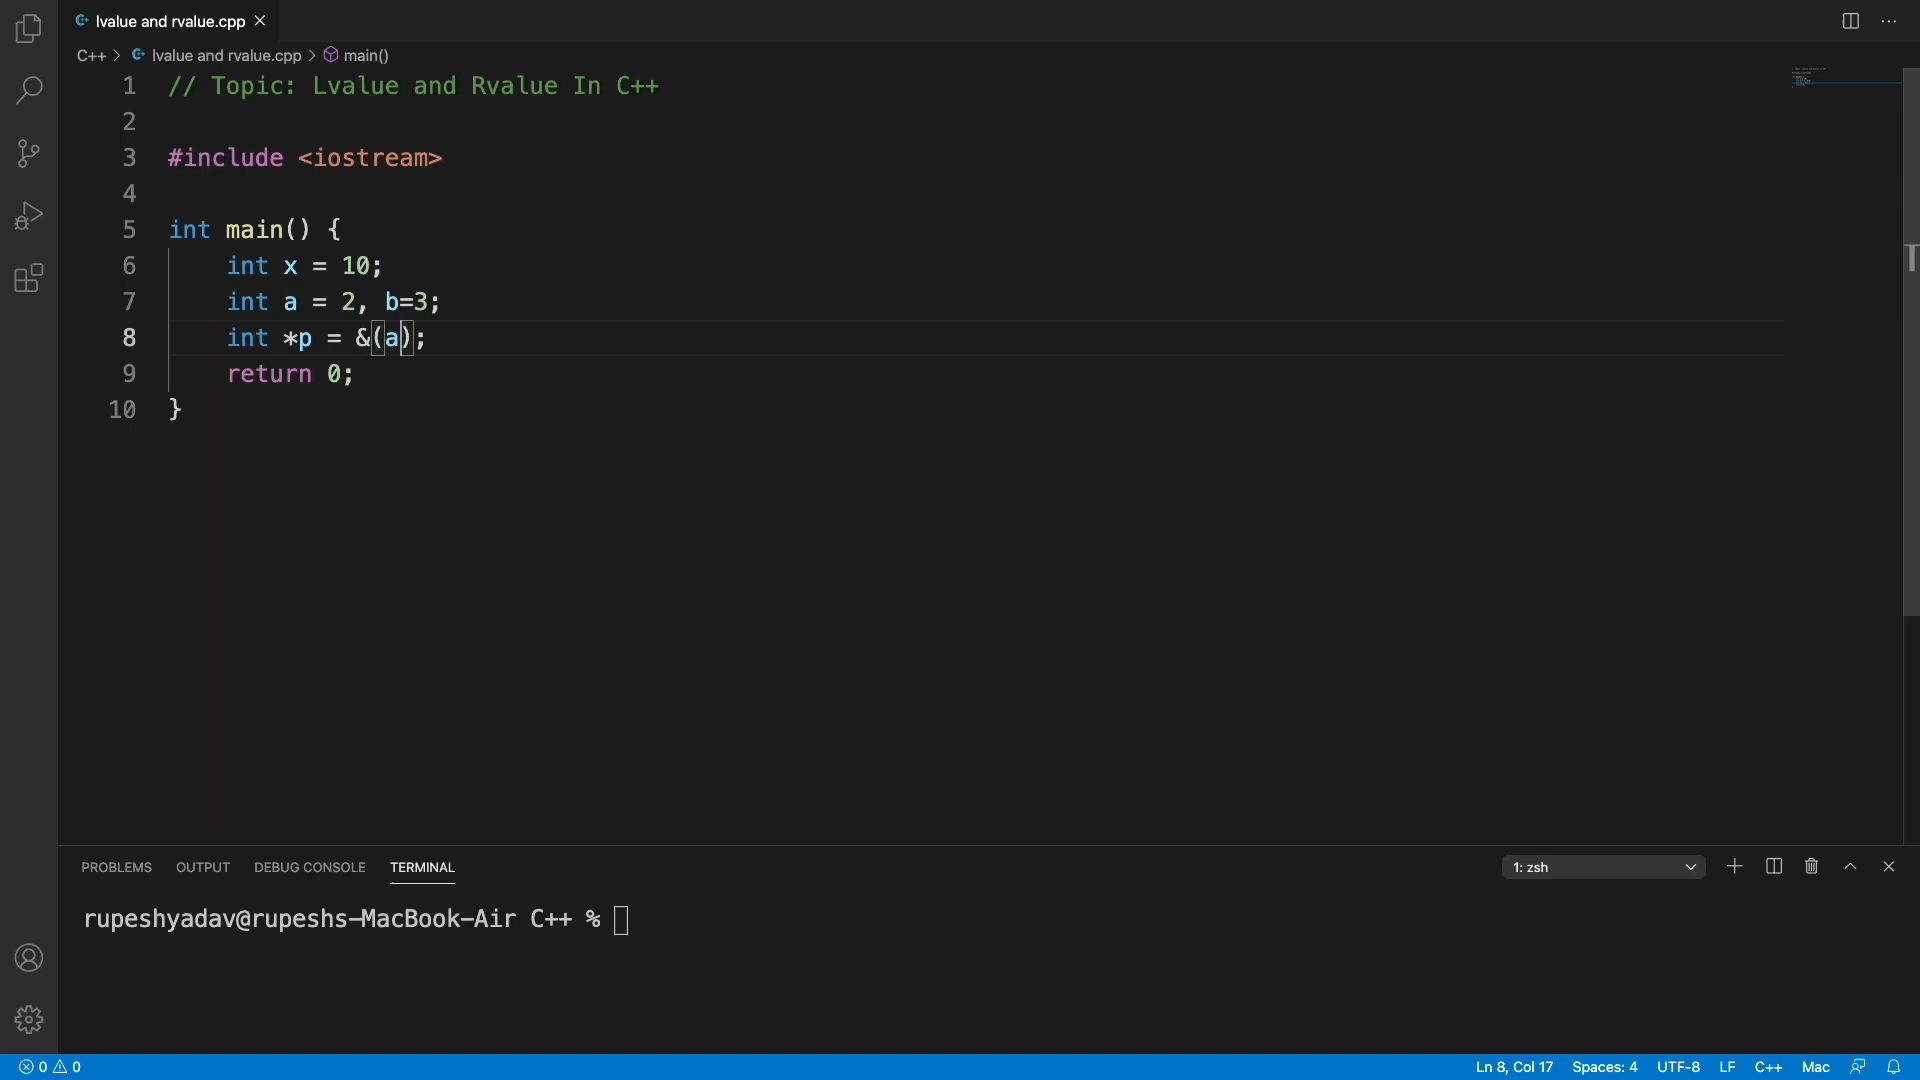 lvalue and rvalue.cpp
C++ > lvalue and rvalue.cpp > main()
1 // Topic: Lvalue and Rvalue In C++
2
3 #include <iostream>
4
5 int main() {
6 int x = 10;
7 int a = 2, b=3;
8 int *p = &(a);
9 return 0;
10 }
PROBLEMS OUTPUT DEBUG CONSOLE TERMINAL 1: zsh
rupeshyadav@rupeshs-MacBook-Air C++ %
0 0 Ln 8, Col 17 Spaces: 4 UTF-8 LF C++ Mac